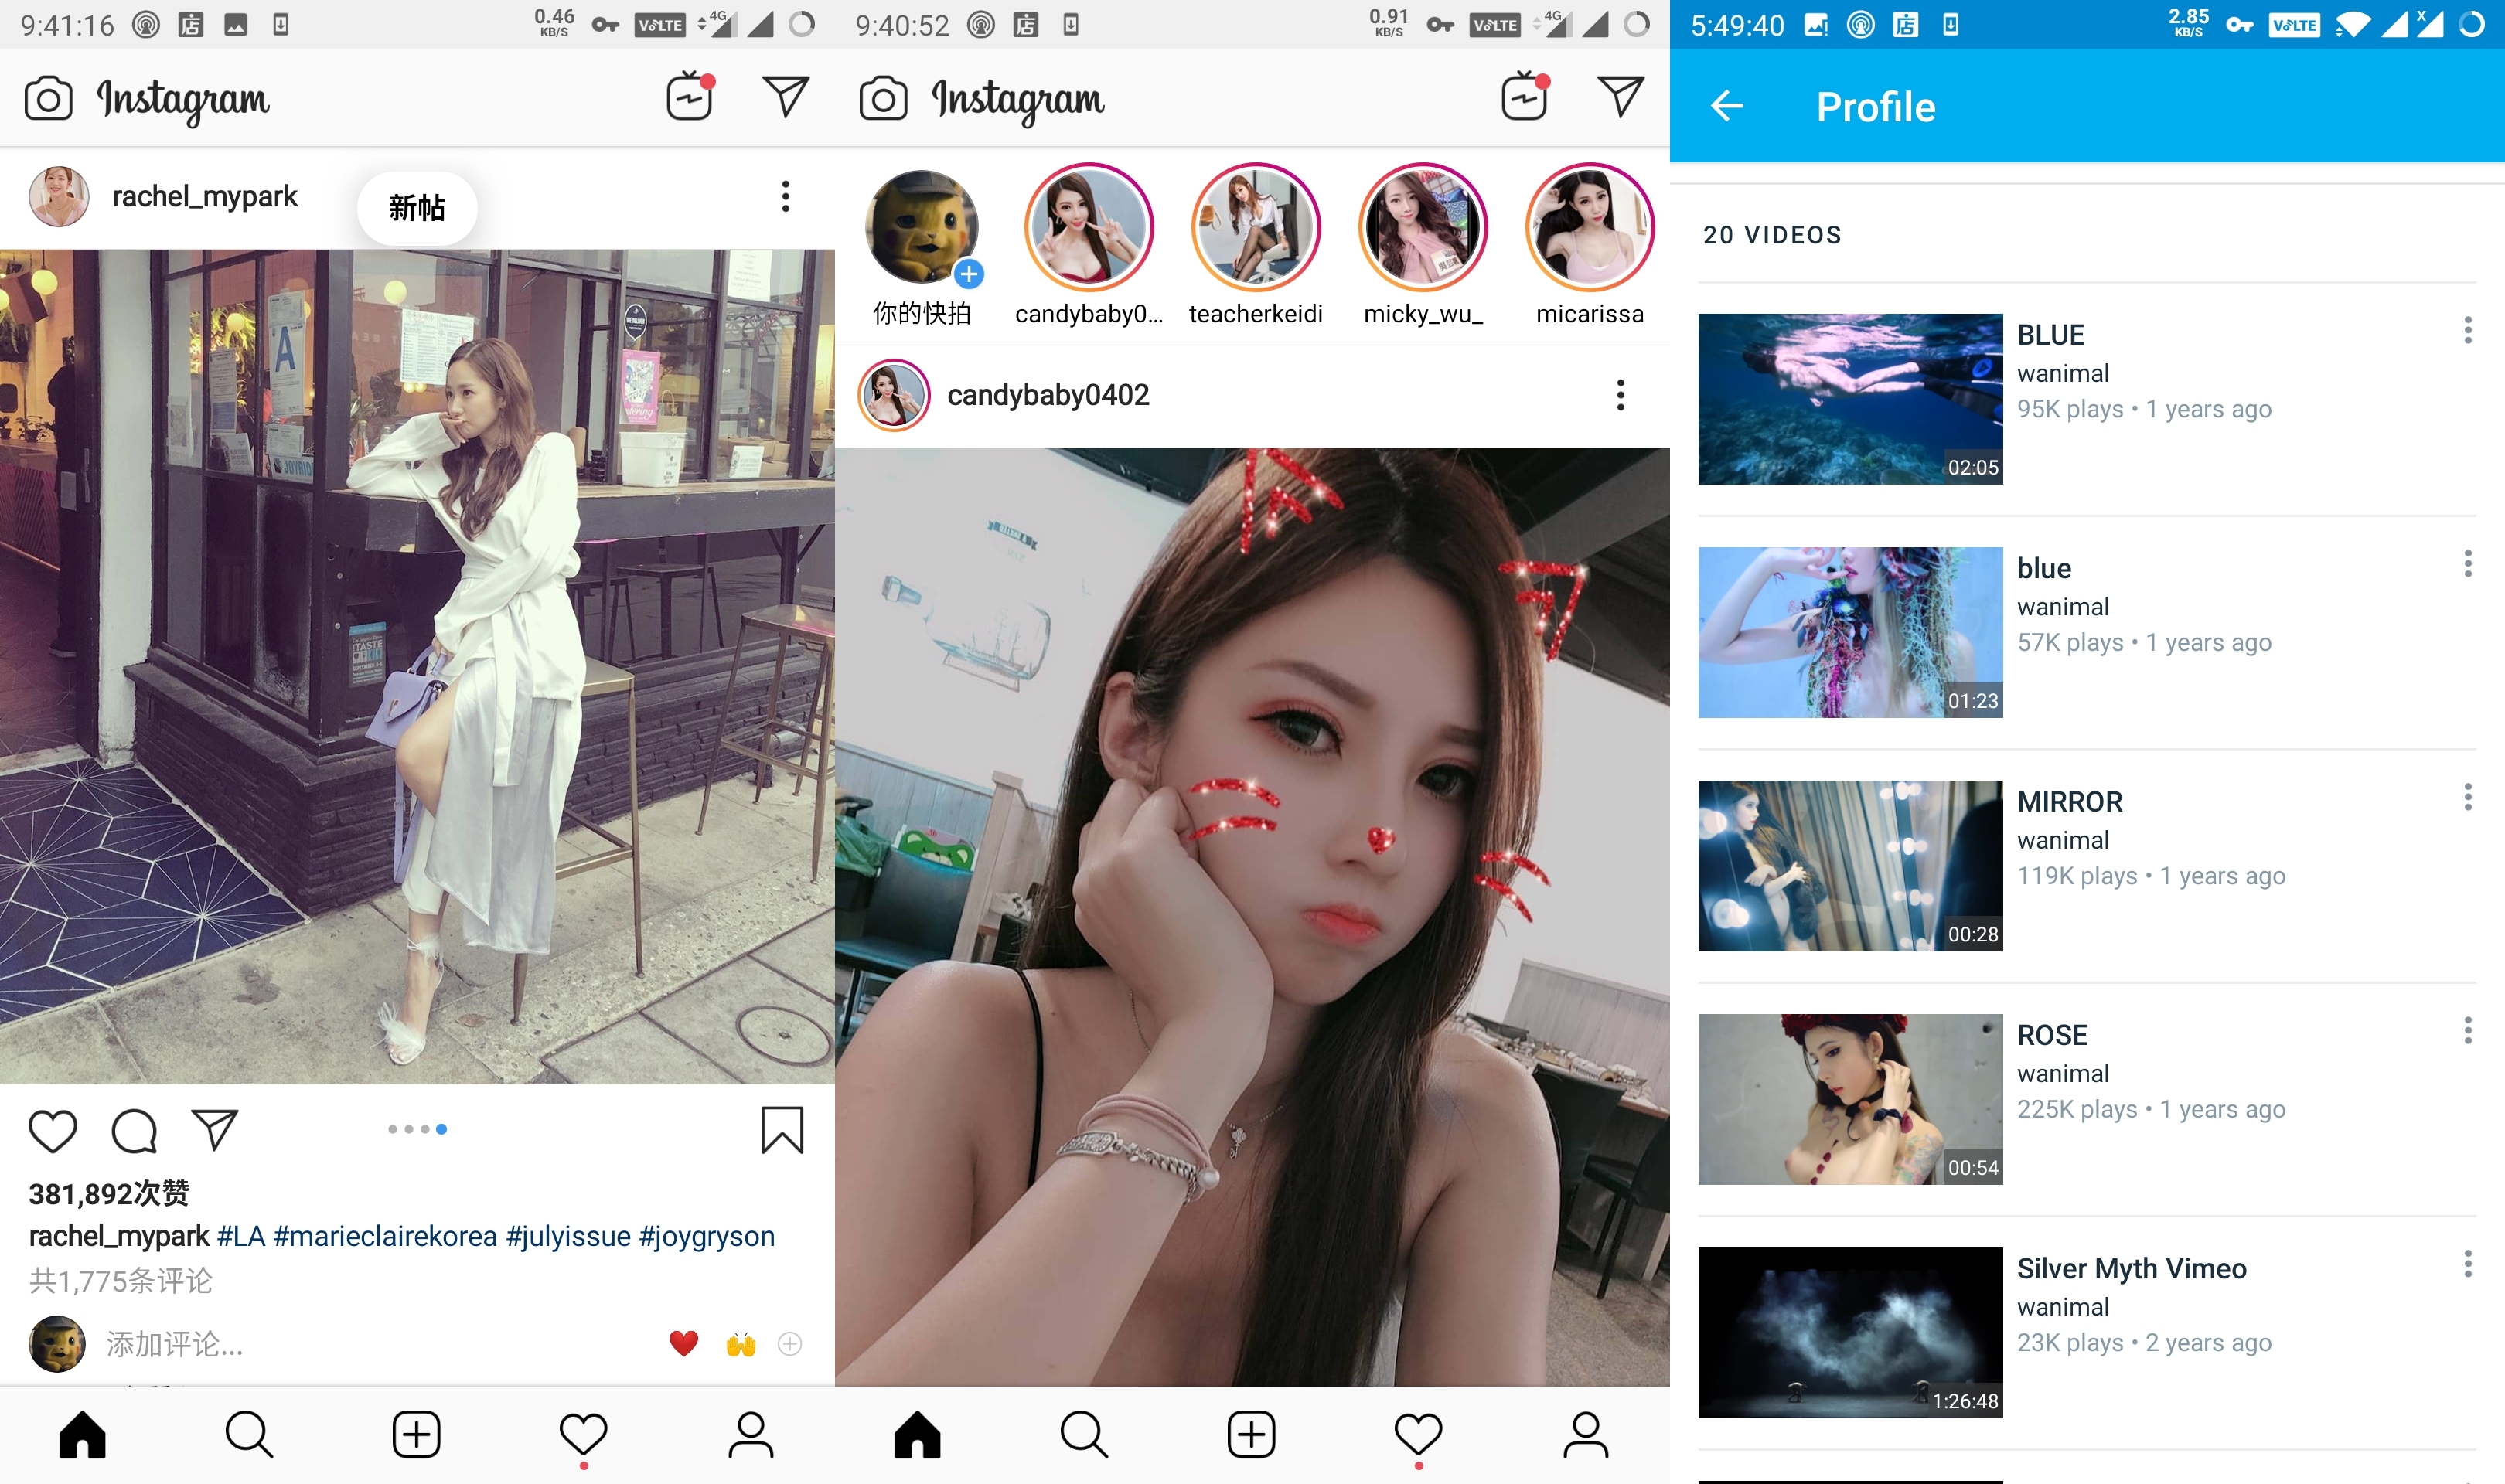 9:41:16
店
0.46
KB/S
VoLTE
4G
Instagram
rachel_mypark
新帖
A
JOYRIDE
TASTE
381,892次赞
rachel_mypark #LA #marieclairekorea #julyissue #joygryson
共1,775条评论
添加评论...
9:40:52
店
0.91
KB/S
VoLTE
4G
Instagram
你的快拍
candybaby0...
teacherkeidi
micky_wu_
micarissa
candybaby0402
5:49:40
店
2.85
KB/S
VoLTE
X
Profile
20 VIDEOS
BLUE
wanimal
95K plays • 1 years ago
02:05
blue
wanimal
57K plays • 1 years ago
01:23
MIRROR
wanimal
119K plays • 1 years ago
00:28
ROSE
wanimal
225K plays • 1 years ago
00:54
Silver Myth Vimeo
wanimal
23K plays • 2 years ago
1:26:48